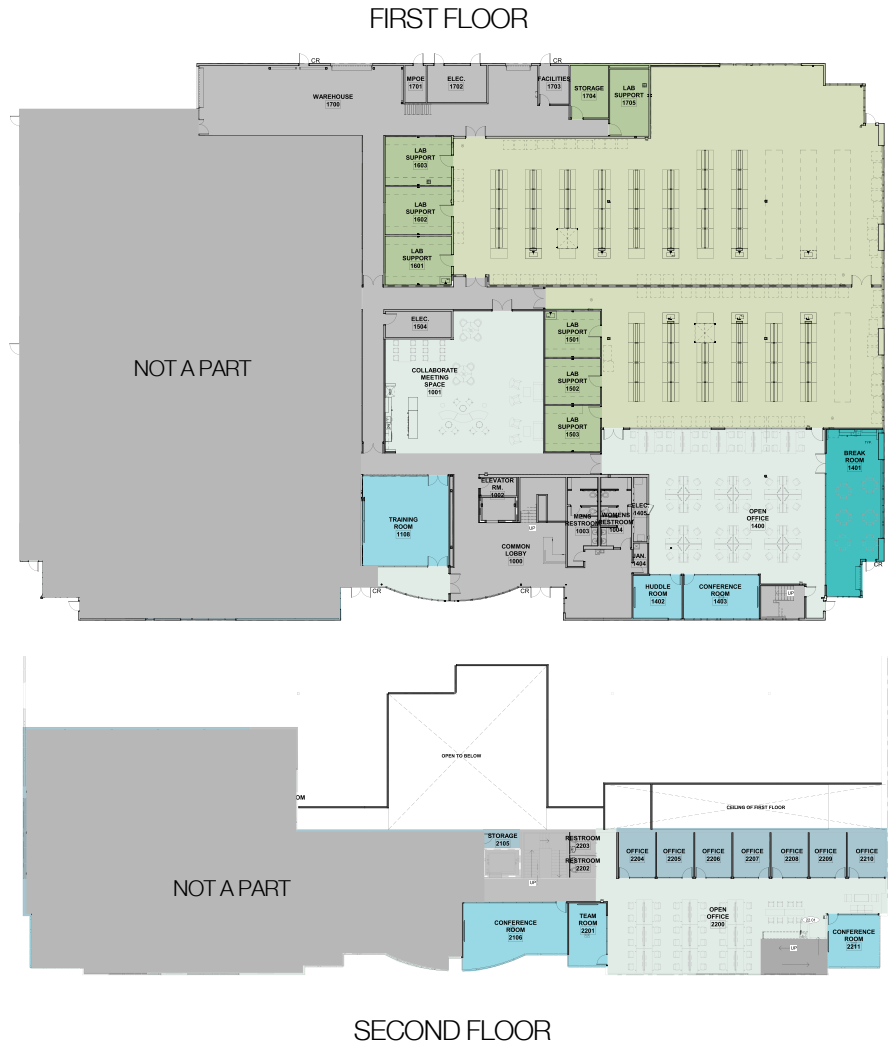 FIRST FLOOR
CR
CR
WAREHOUSE
1700
MPOE
1701
ELEC.
1702
FACILITIES
1703
STORAGE
1704
LAB
SUPPORT
1705
LAB
SUPPORT
1603
LAB
SUPPORT
1602
LAB
SUPPORT
1601
NOT A PART
ELEC.
1504
COLLABORATE
MEETING
SPACE
1001
LAB
SUPPORT
1501
LAB
SUPPORT
1502
LAB
SUPPORT
1503
BREAK
ROOM
1401
ELEVATOR
RM.
1002
TRAINING
ROOM
1108
UP
MENS
RESTROOM
1003
WOMENS
RESTROOM
1004
ELEC.
1405
OPEN
OFFICE
1400
COMMON
LOBBY
1000
JAN.
1404
HUDDLE
ROOM
1402
CONFERENCE
ROOM
1403
UP
CR
CR
CR
OPEN TO BELOW
OM
CEILING OF FIRST FLOOR
NOT A PART
STORAGE
2105
RESTROOM
2203
RESTROOM
2202
UP
OFFICE
2204
OFFICE
2205
OFFICE
2206
OFFICE
2207
OFFICE
2208
OFFICE
2209
OFFICE
2210
CONFERENCE
ROOM
2106
TEAM
ROOM
2201
OPEN
OFFICE
2200
UP
CONFERENCE
ROOM
2211
SECOND FLOOR